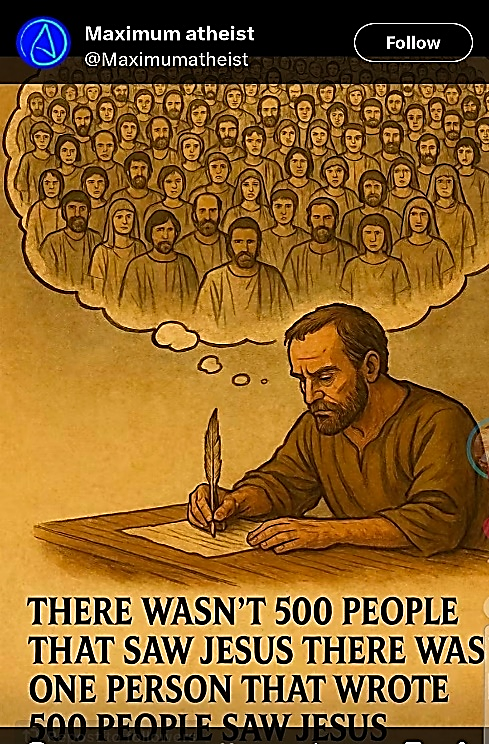 Maximum atheist
@Maximumatheist
Follow
THERE WASN'T 500 PEOPLE
THAT SAW JESUS THERE WAS
ONE PERSON THAT WROTE
500 PEOPLE SAW JESUS